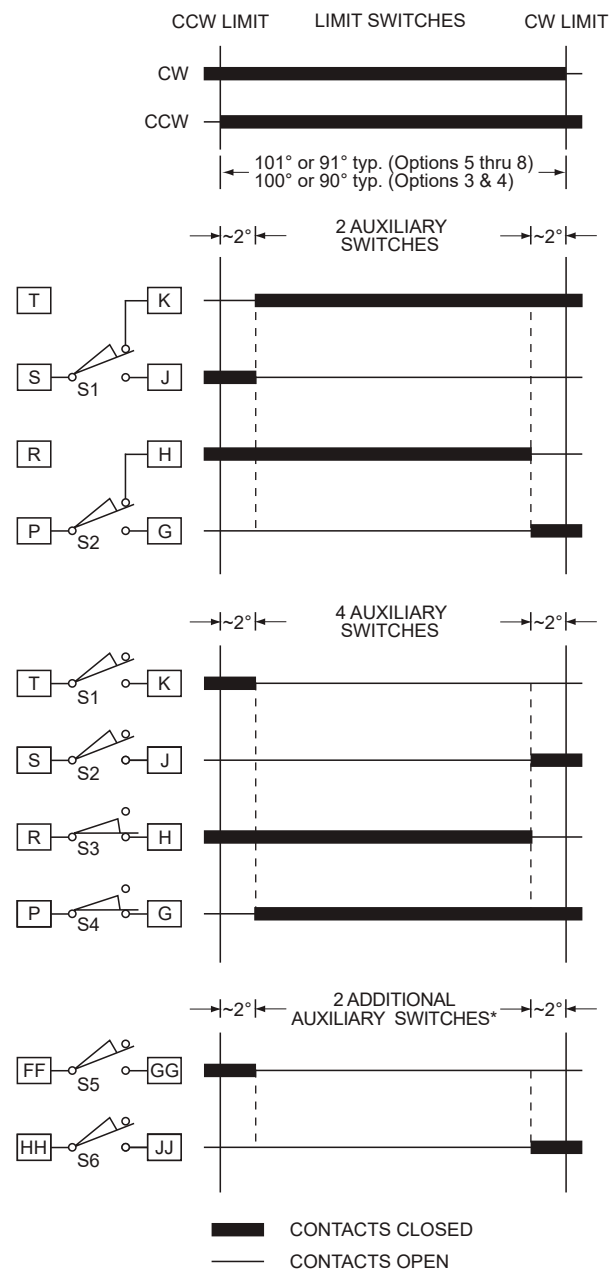 CCW LIMIT LIMIT SWITCHES CW LIMIT
CW
CCW
101° or 91° typ. (Options 5 thru 8)
100° or 90° typ. (Options 3 & 4)
~2° 2 AUXILIARY ~2°
SWITCHES
T K
S S1 J
R H
P S2 G
~2° 4 AUXILIARY ~2°
SWITCHES
T S1 K
S S2 J
R S3 H
P S4 G
~2° 2 ADDITIONAL ~2°
AUXILIARY SWITCHES*
FF S5 GG
HH S6 JJ
CONTACTS CLOSED
CONTACTS OPEN